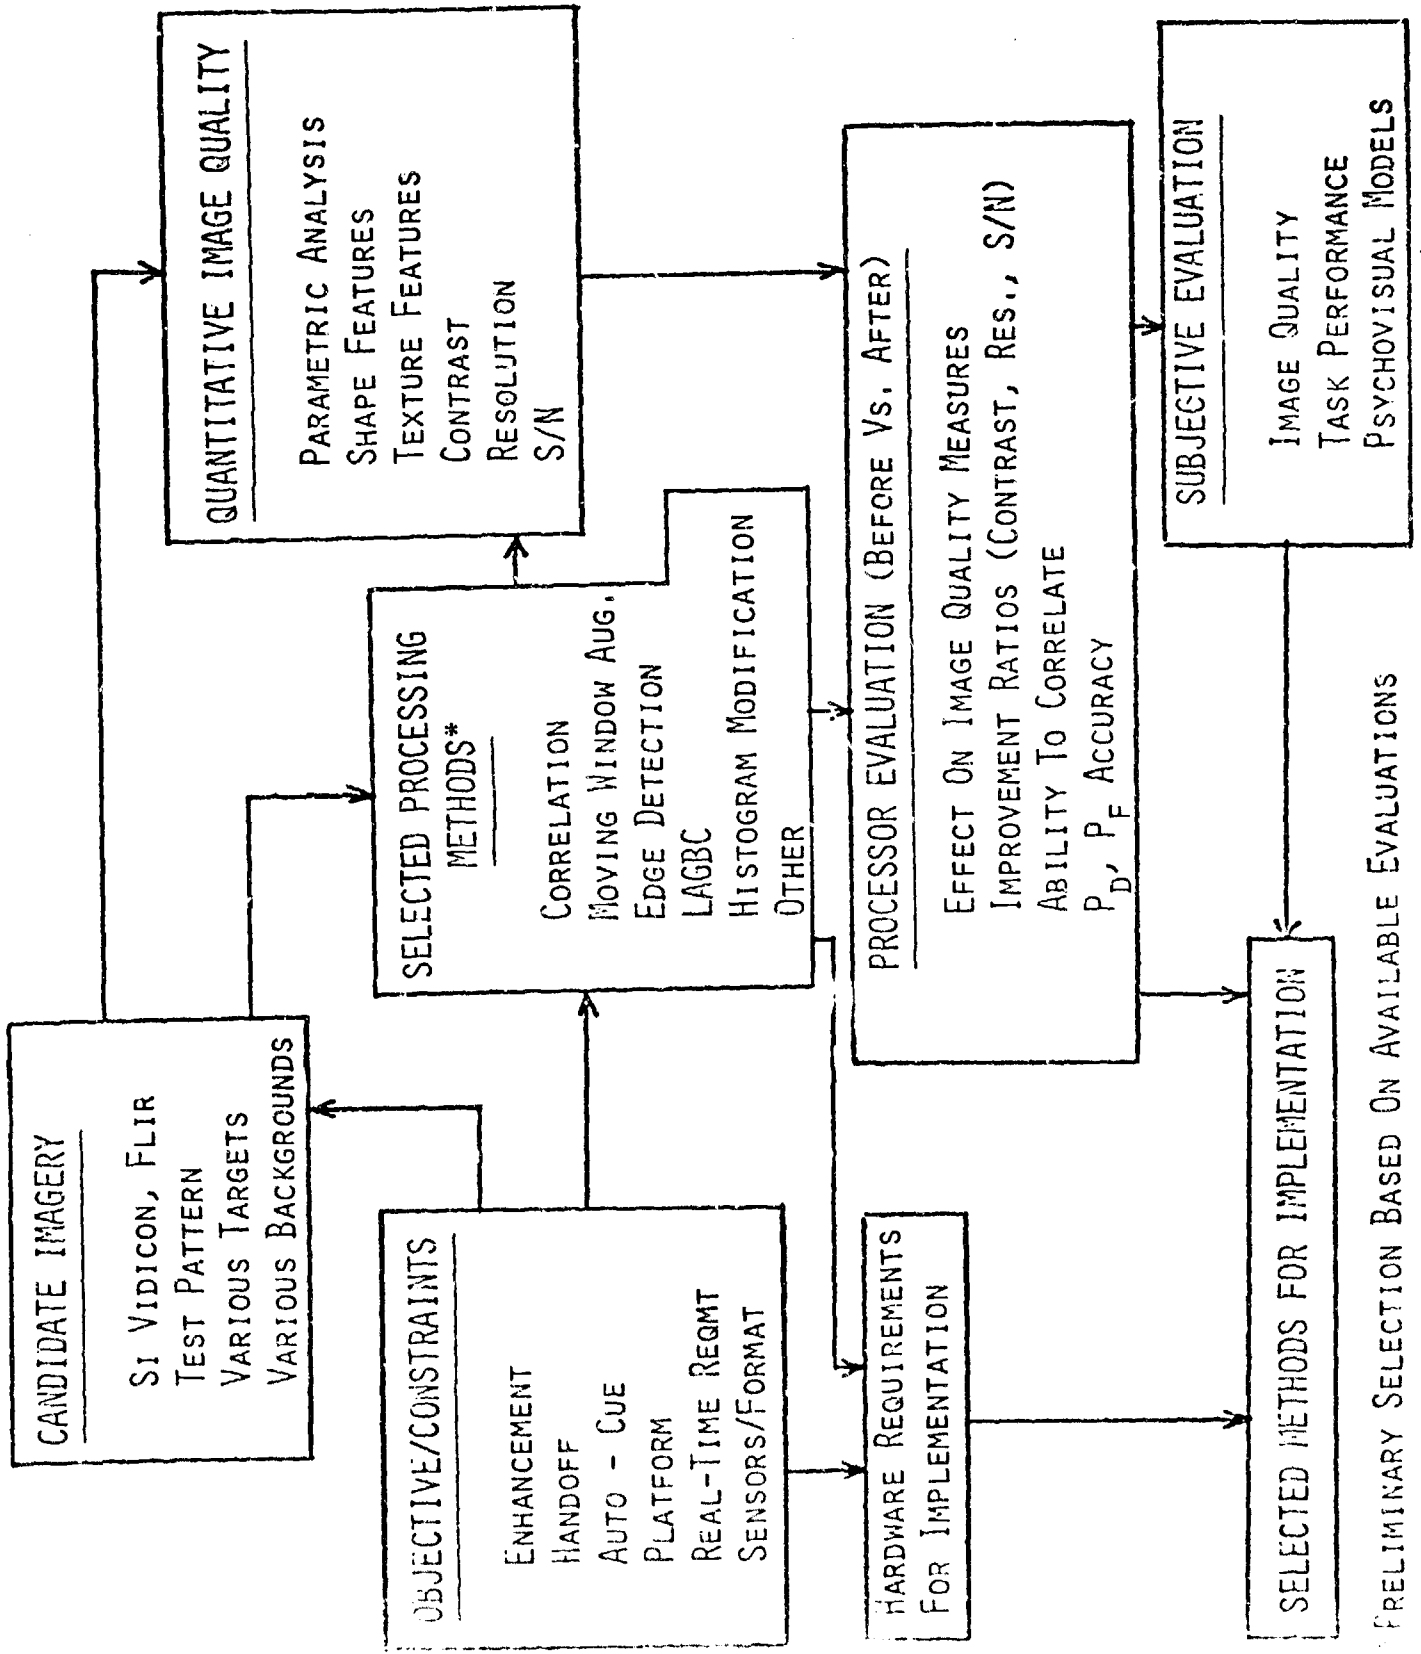 CANDIDATE IMAGERY
SI VIDICON, FLIR
TEST PATTERN
VARIOUS TARGETS
VARIOUS BACKGROUNDS
QUANTITATIVE IMAGE QUALITY
PARAMETRIC ANALYSIS
SHAPE FEATURES
TEXTURE FEATURES
CONTRAST
RESOLUTION
S/N
OBJECTIVE/CONSTRAINTS
ENHANCEMENT
HANDOFF
AUTO - CUE
PLATFORM
REAL-TIME REQMT
SENSORS/FORMAT
SELECTED PROCESSING
METHODS*
CORRELATION
MOVING WINDOW AUG.
EDGE DETECTION
LAGBC
HISTOGRAM MODIFICATION
OTHER
HARDWARE REQUIREMENTS
FOR IMPLEMENTATION
PROCESSOR EVALUATION (BEFORE VS. AFTER)
EFFECT ON IMAGE QUALITY MEASURES
IMPROVEMENT RATIOS (CONTRAST, RES., S/N)
ABILITY TO CORRELATE
P_D, P_F ACCURACY
SUBJECTIVE EVALUATION
IMAGE QUALITY
TASK PERFORMANCE
PSYCHOVISUAL MODELS
SELECTED METHODS FOR IMPLEMENTATION
PRELIMINARY SELECTION BASED ON AVAILABLE EVALUATIONS